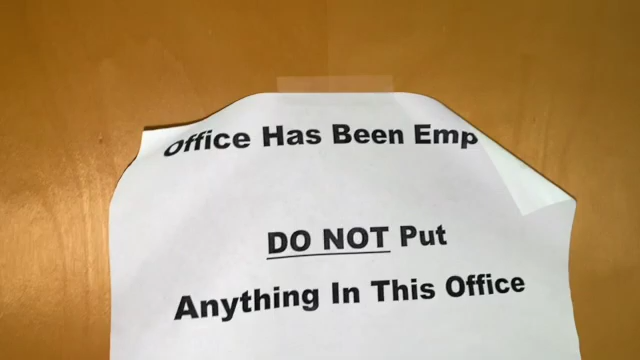 Office Has Been Emp
DO NOT Put
Anything In This Office